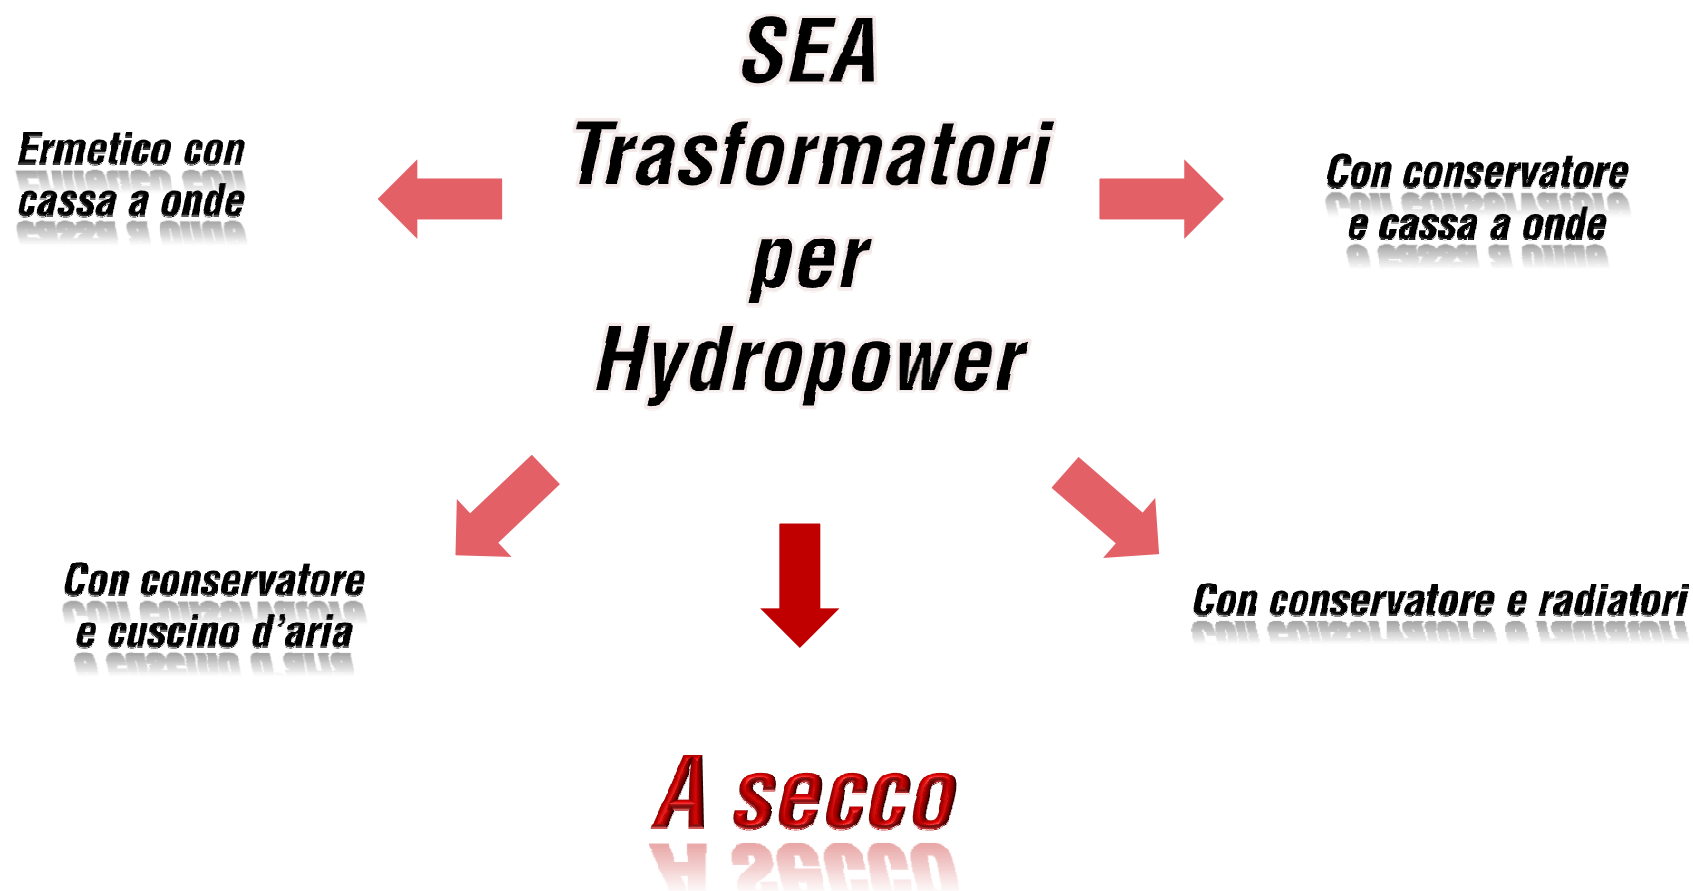 SEA
Trasformatori
per
Hydropower
Ermetico con
cassa a onde
Con conservatore
e cassa a onde
Con conservatore
e cuscino d'aria
Con conservatore e radiatori
A secco